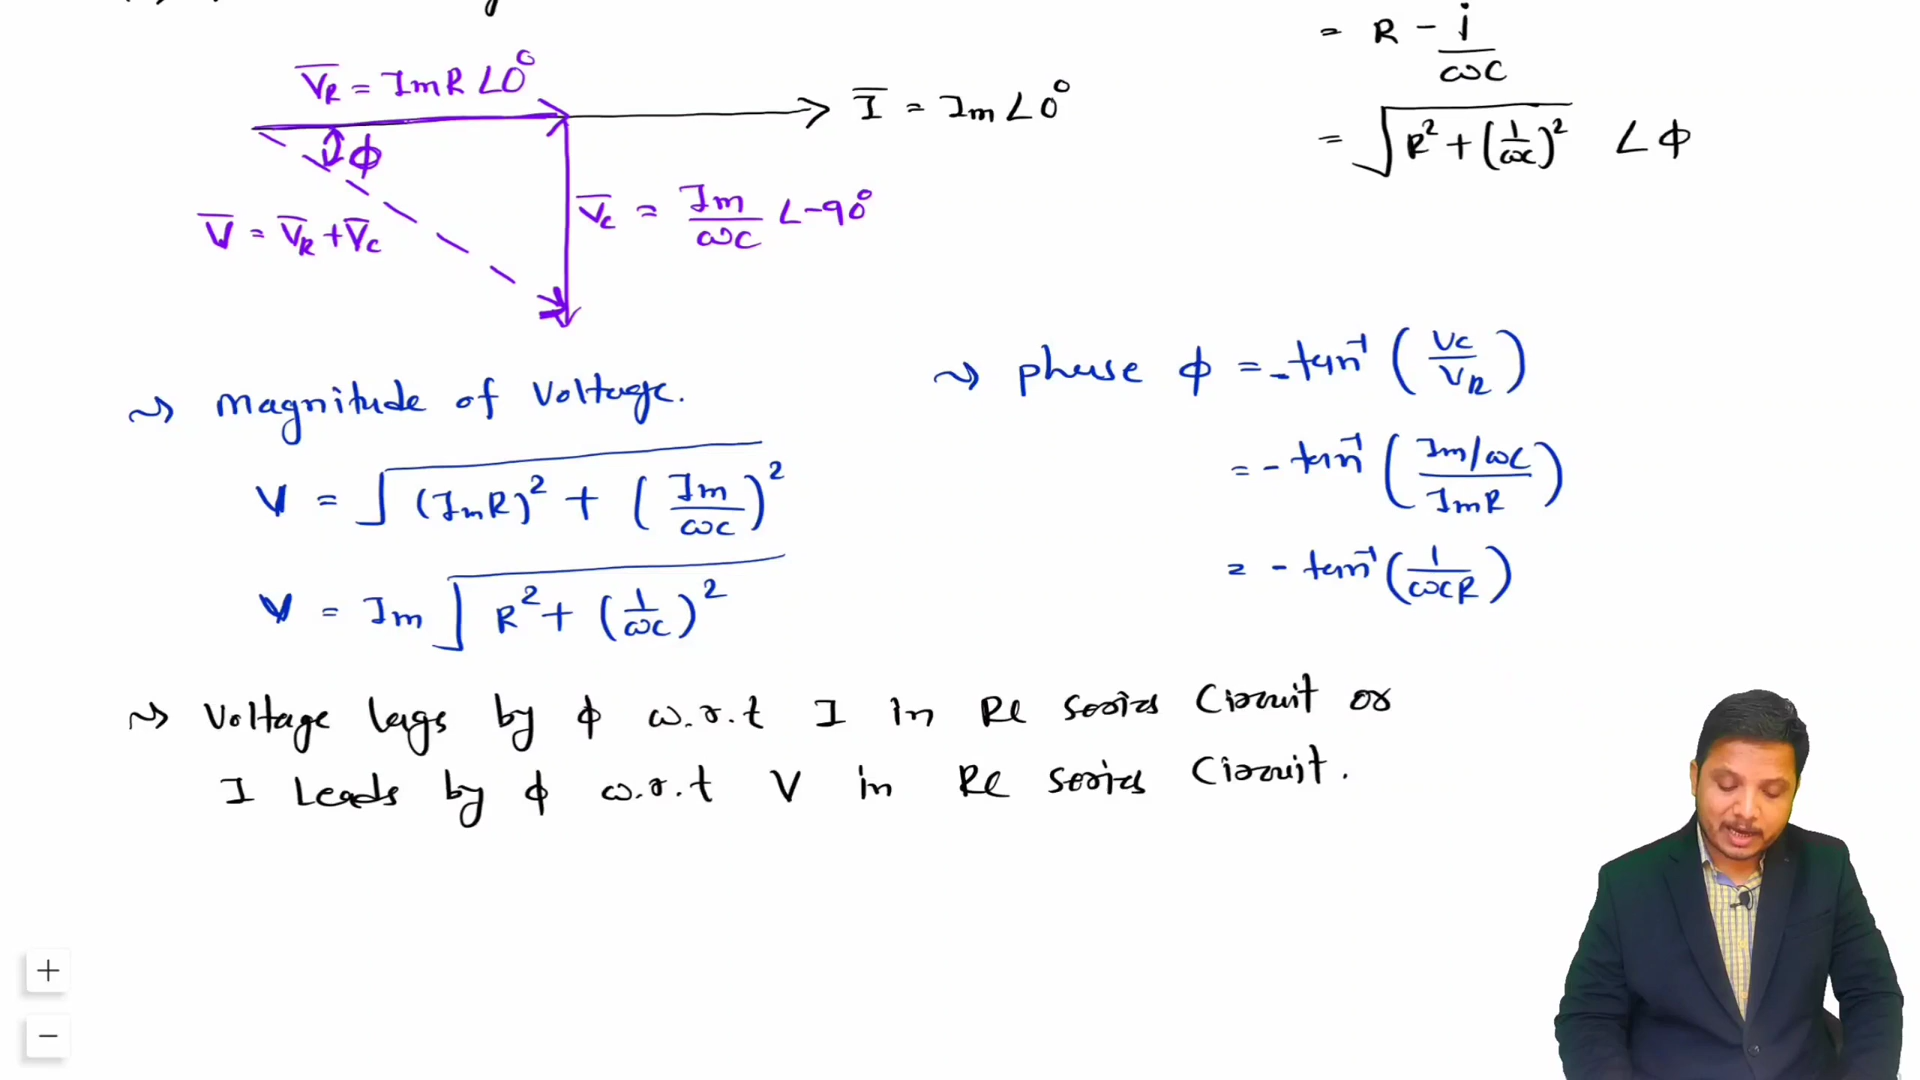 V̅R = ImR ∠0°
I̅ = Im ∠0°
ϕ
V̅ = V̅R + V̅C
V̅C = Im/ωC ∠-90°
= R - j/ωC
= √(R² + (1/ωC)²) ∠ϕ
~> Magnitude of Voltage.
V = √((ImR)² + (Im/ωC)²)
V = Im √(R² + (1/ωC)²)
~> phase ϕ = -tan⁻¹ (VC/VR)
= -tan⁻¹ ((Im/ωC)/(ImR))
= -tan⁻¹ (1/ωCR)
~> Voltage lags by ϕ w.r.t I in RC series Circuit or
I Leads by ϕ w.r.t V in RC series Circuit.
+
−